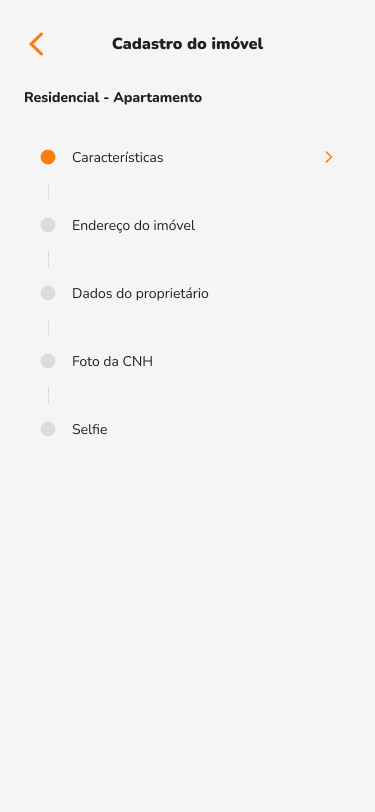 Cadastro do imóvel
Residencial - Apartamento
Características
Endereço do imóvel
Dados do proprietário
Foto da CNH
Selfie